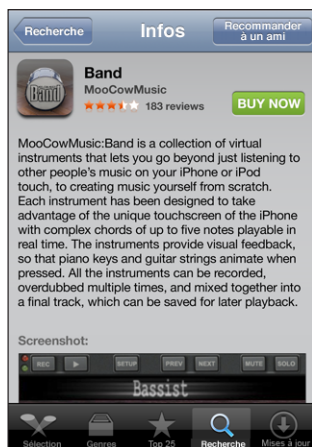 Recherche
Infos
Recommander
à un ami
Band
Band
MooCowMusic
183 reviews
BUY NOW
MooCowMusic:Band is a collection of virtual
instruments that lets you go beyond just listening to
other people's music on your iPhone or iPod
touch, to creating music yourself from scratch.
Each instrument has been designed to take
advantage of the unique touchscreen of the iPhone
with complex chords of up to five notes playable in
real time. The instruments provide visual feedback,
so that piano keys and guitar strings animate when
pressed. All the instruments can be recorded,
overdubbed multiple times, and mixed together into
a final track, which can be saved for later playback.
Screenshot:
REC SETUP PREV NEXT MUTE SOLO
Bassist
Sélection Genres Top 25 Recherche Mises à jour